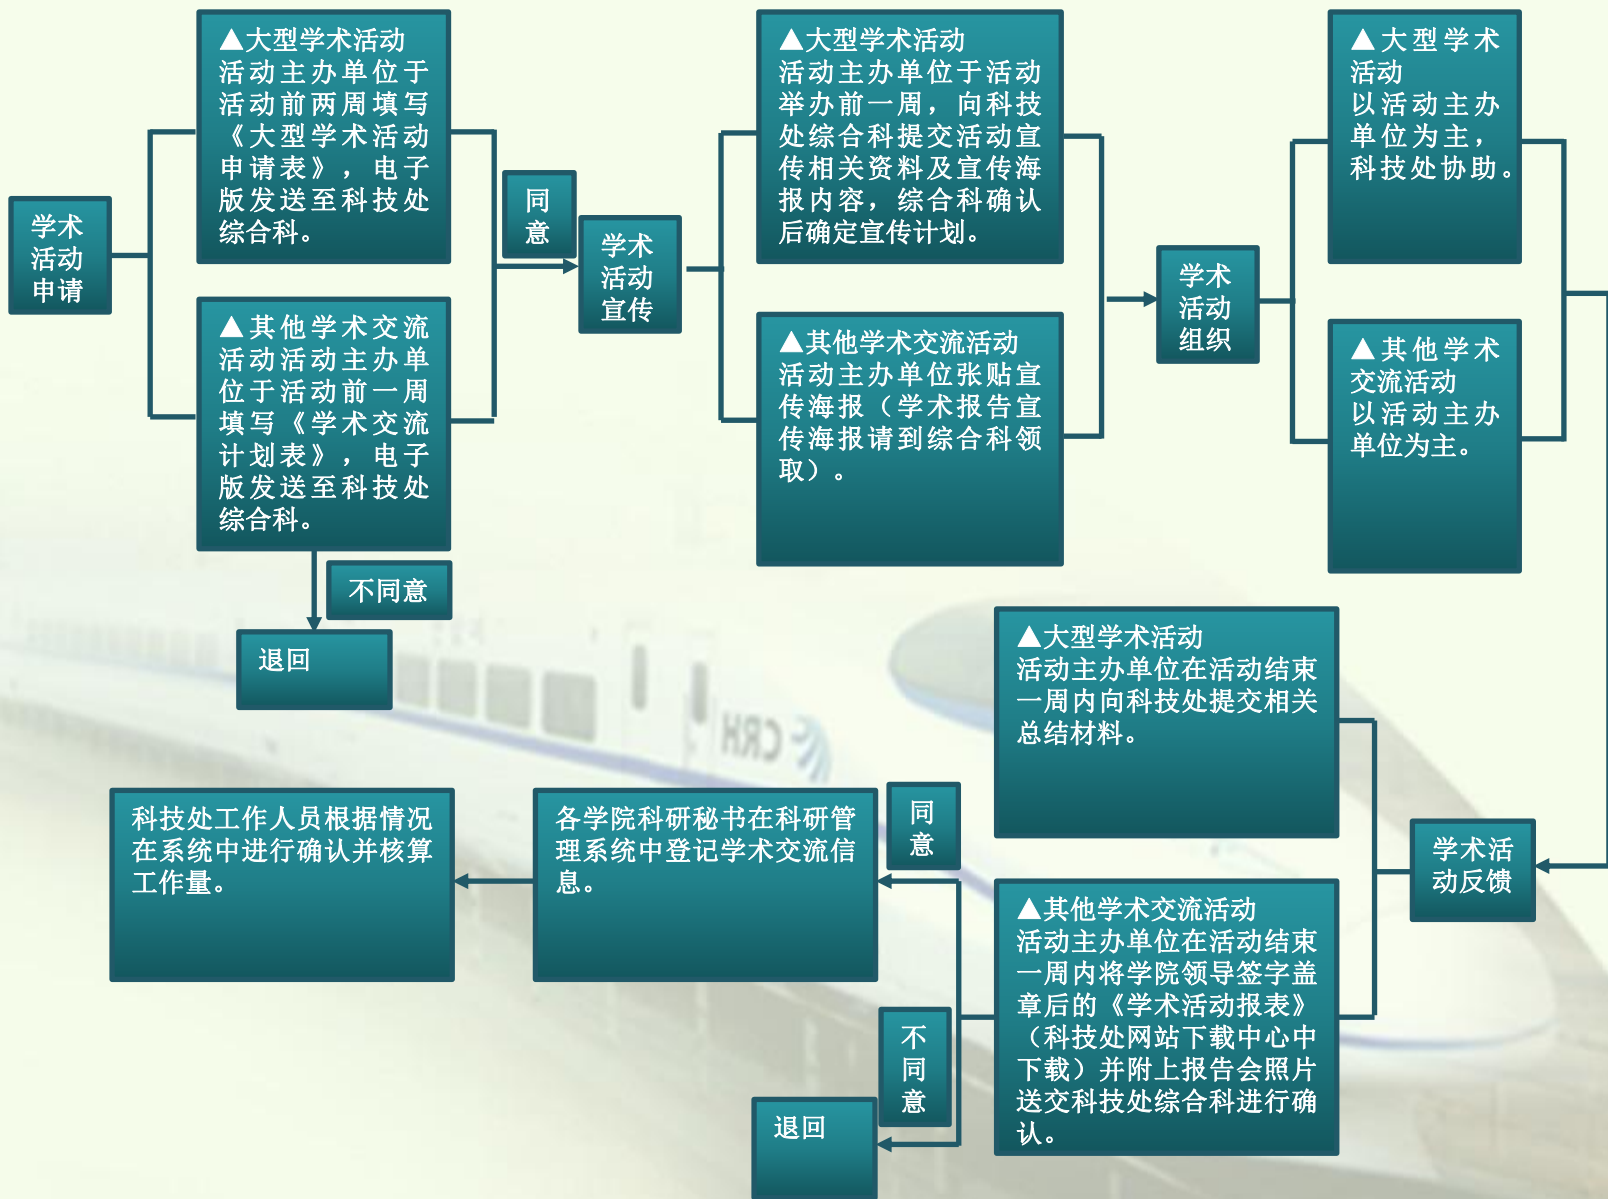 学术
活动
申请
▲大型学术活动
活动主办单位于
活动前两周填写
《大型学术活动
申请表》，电子
版发送至科技处
综合科。
▲其他学术交流
活动活动主办单
位于活动前一周
填写《学术交流
计划表》，电子
版发送至科技处
综合科。
不同意
退回
同
意
学术
活动
宣传
▲大型学术活动
活动主办单位于活动
举办前一周，向科技
处综合科提交活动宣
传相关资料及宣传海
报内容，综合科确认
后确定宣传计划。
▲其他学术交流活动
活动主办单位张贴宣
传海报（学术报告宣
传海报请到综合科领
取）。
学术
活动
组织
▲大型学术
活动
以活动主办
单位为主，
科技处协助。
▲其他学术
交流活动
以活动主办
单位为主。
学术活
动反馈
▲大型学术活动
活动主办单位在活动结束
一周内向科技处提交相关
总结材料。
▲其他学术交流活动
活动主办单位在活动结束
一周内将学院领导签字盖
章后的《学术活动报表》
（科技处网站下载中心中
下载）并附上报告会照片
送交科技处综合科进行确
认。
同
意
各学院科研秘书在科研管
理系统中登记学术交流信
息。
科技处工作人员根据情况
在系统中进行确认并核算
工作量。
不
同
意
退回
CRH